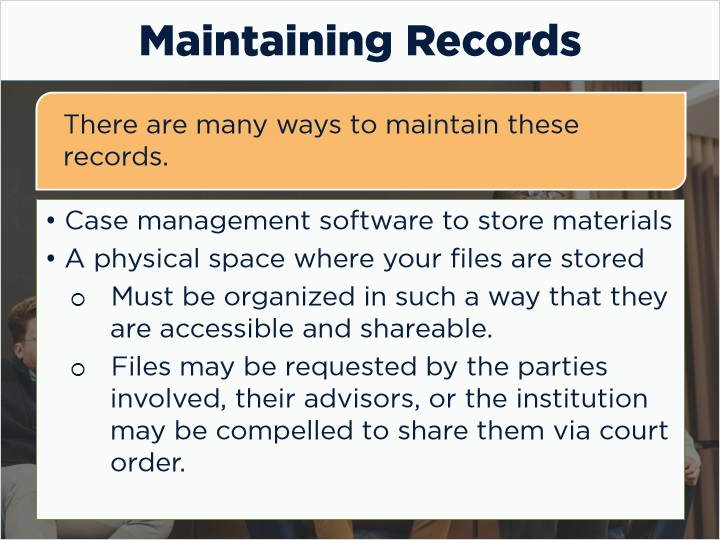 Maintaining Records
There are many ways to maintain these
records.
• Case management software to store materials
• A physical space where your files are stored
o Must be organized in such a way that they
are accessible and shareable.
o Files may be requested by the parties
involved, their advisors, or the institution
may be compelled to share them via court
order.